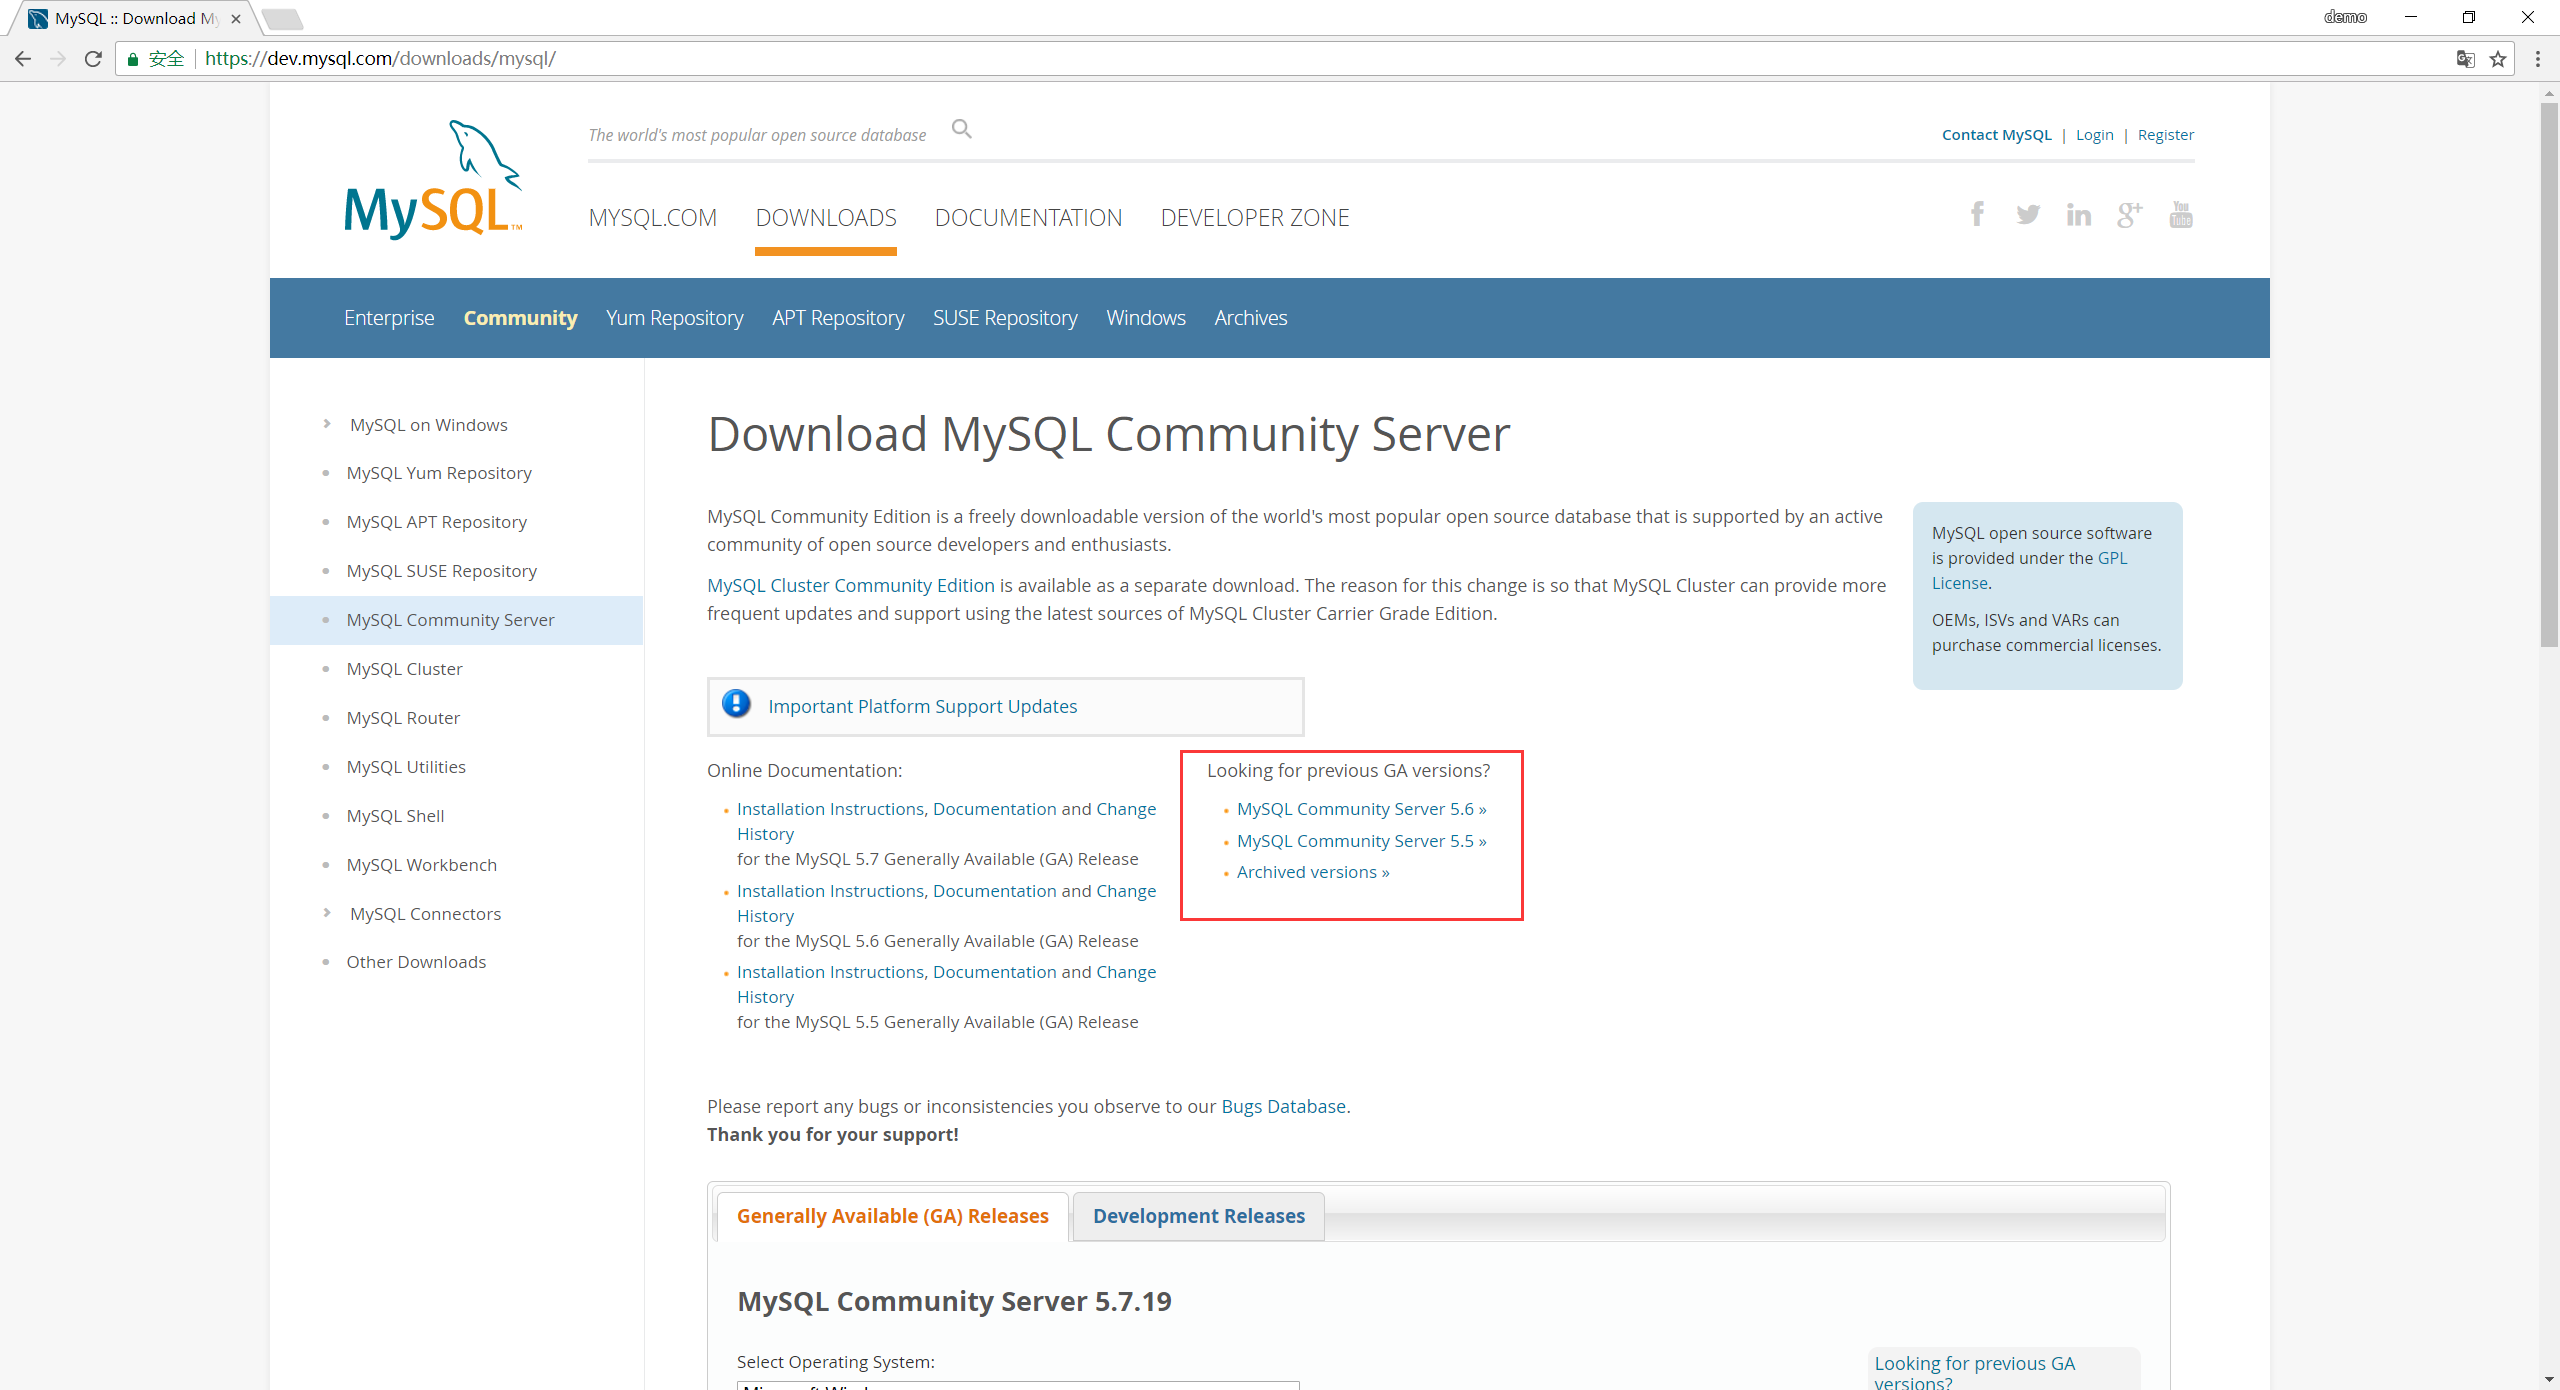 MySQL :: Download My
demo
安全
https://dev.mysql.com/downloads/mysql/
MySQL™
The world's most popular open source database
Contact MySQL | Login | Register
MYSQL.COM DOWNLOADS DOCUMENTATION DEVELOPER ZONE
f in g+ You Tube
Enterprise Community Yum Repository APT Repository SUSE Repository Windows Archives
MySQL on Windows
MySQL Yum Repository
MySQL APT Repository
MySQL SUSE Repository
MySQL Community Server
MySQL Cluster
MySQL Router
MySQL Utilities
MySQL Shell
MySQL Workbench
MySQL Connectors
Other Downloads
Download MySQL Community Server
MySQL Community Edition is a freely downloadable version of the world's most popular open source database that is supported by an active
community of open source developers and enthusiasts.
MySQL Cluster Community Edition is available as a separate download. The reason for this change is so that MySQL Cluster can provide more
frequent updates and support using the latest sources of MySQL Cluster Carrier Grade Edition.
MySQL open source software
is provided under the GPL
License.
OEMs, ISVs and VARs can
purchase commercial licenses.
Important Platform Support Updates
Online Documentation:
Installation Instructions, Documentation and Change
History
for the MySQL 5.7 Generally Available (GA) Release
Installation Instructions, Documentation and Change
History
for the MySQL 5.6 Generally Available (GA) Release
Installation Instructions, Documentation and Change
History
for the MySQL 5.5 Generally Available (GA) Release
Looking for previous GA versions?
MySQL Community Server 5.6 »
MySQL Community Server 5.5 »
Archived versions »
Please report any bugs or inconsistencies you observe to our Bugs Database.
Thank you for your support!
Generally Available (GA) Releases Development Releases
MySQL Community Server 5.7.19
Select Operating System:
Looking for previous GA
versions?